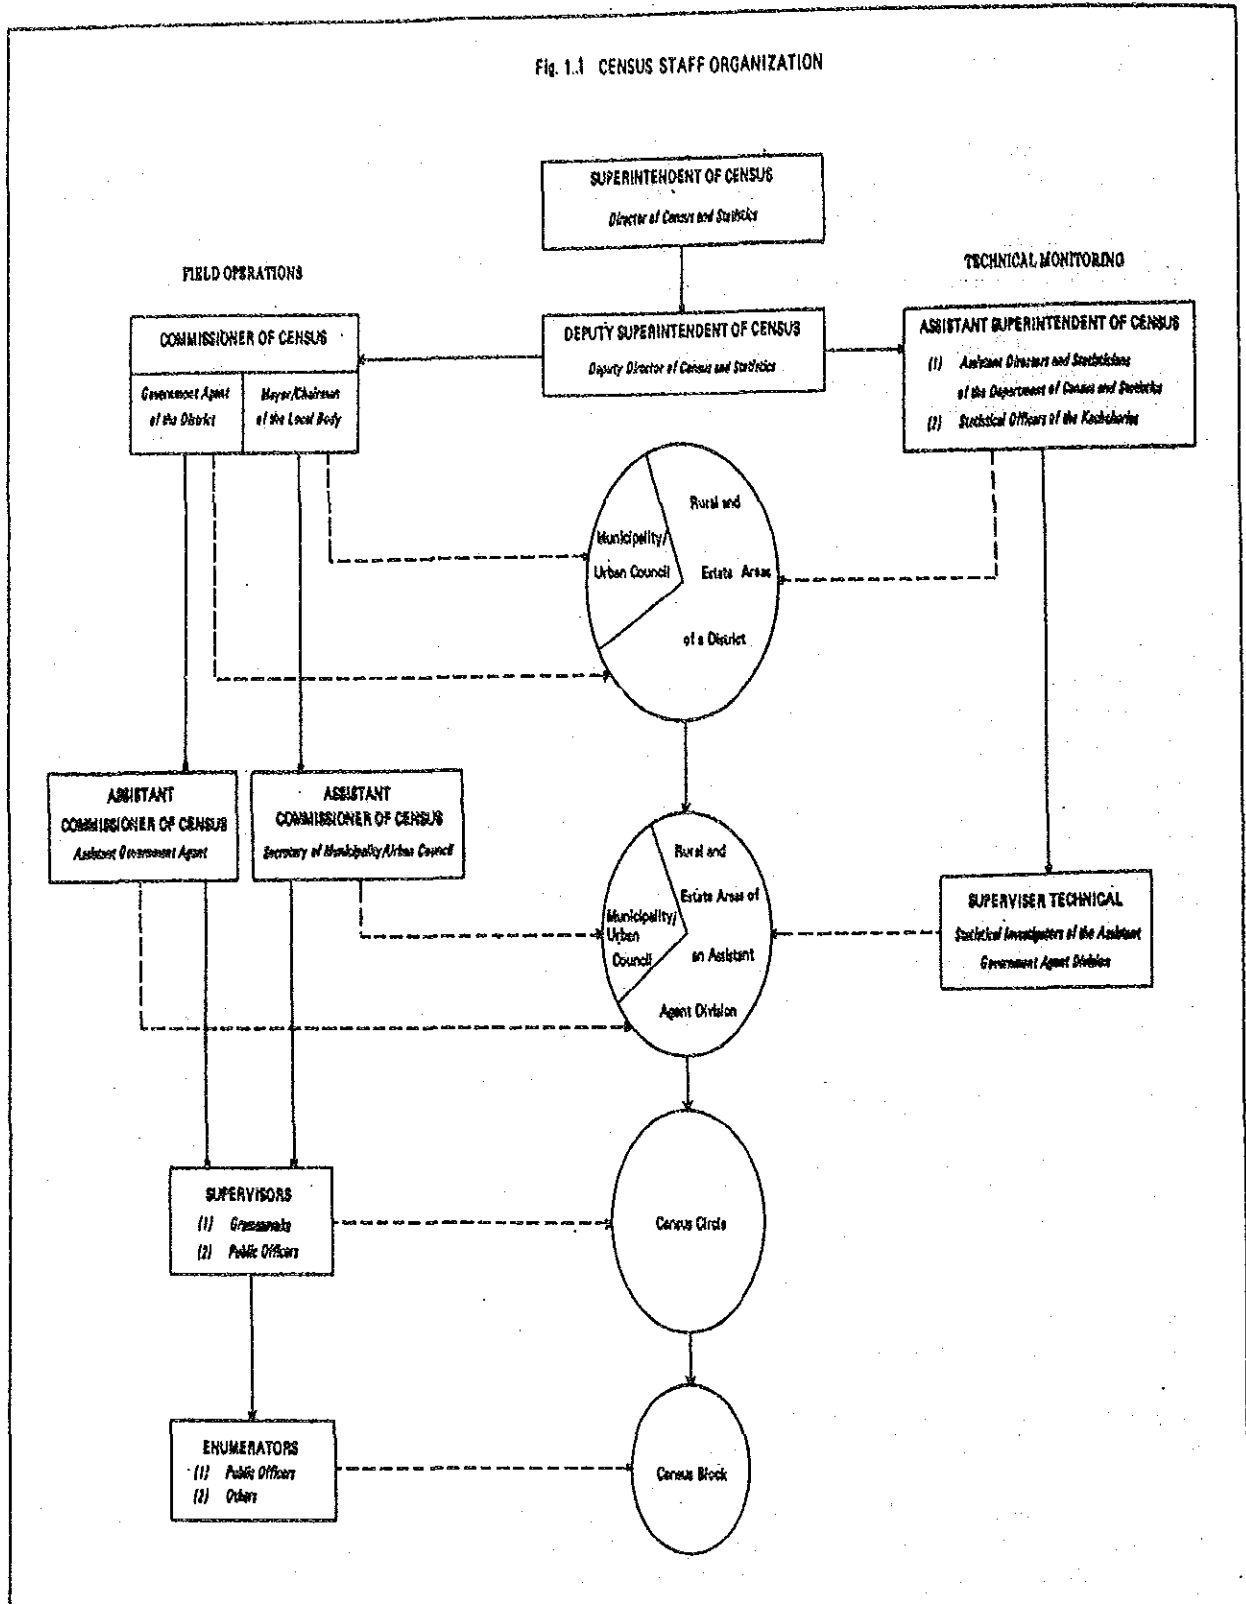 Fig. 1.1 CENSUS STAFF ORGANIZATION
SUPERINTENDENT OF CENSUS
Director of Census and Statistics
FIELD OPERATIONS
TECHNICAL MONITORING
COMMISSIONER OF CENSUS
Government Agent
of the District
Mayor/Chairman
of the Local Body
DEPUTY SUPERINTENDENT OF CENSUS
Deputy Director of Census and Statistics
ASSISTANT SUPERINTENDENT OF CENSUS
(1) Assistant Directors and Statisticians
of the Department of Census and Statistics
(2) Statistical Officers of the Kachcheries
Municipality/
Urban Council
Rural and
Estate Areas
of a District
ASSISTANT
COMMISSIONER OF CENSUS
Assistant Government Agent
ASSISTANT
COMMISSIONER OF CENSUS
Secretary of Municipality/Urban Council
Municipality/
Urban
Council
Rural and
Estate Areas of
an Assistant
Agent Division
SUPERVISER TECHNICAL
Statistical Investigators of the Assistant
Government Agent Division
SUPERVISORS
(1) Gramasevaka
(2) Public Officers
Census Circle
ENUMERATORS
(1) Public Officers
(2) Others
Census Block